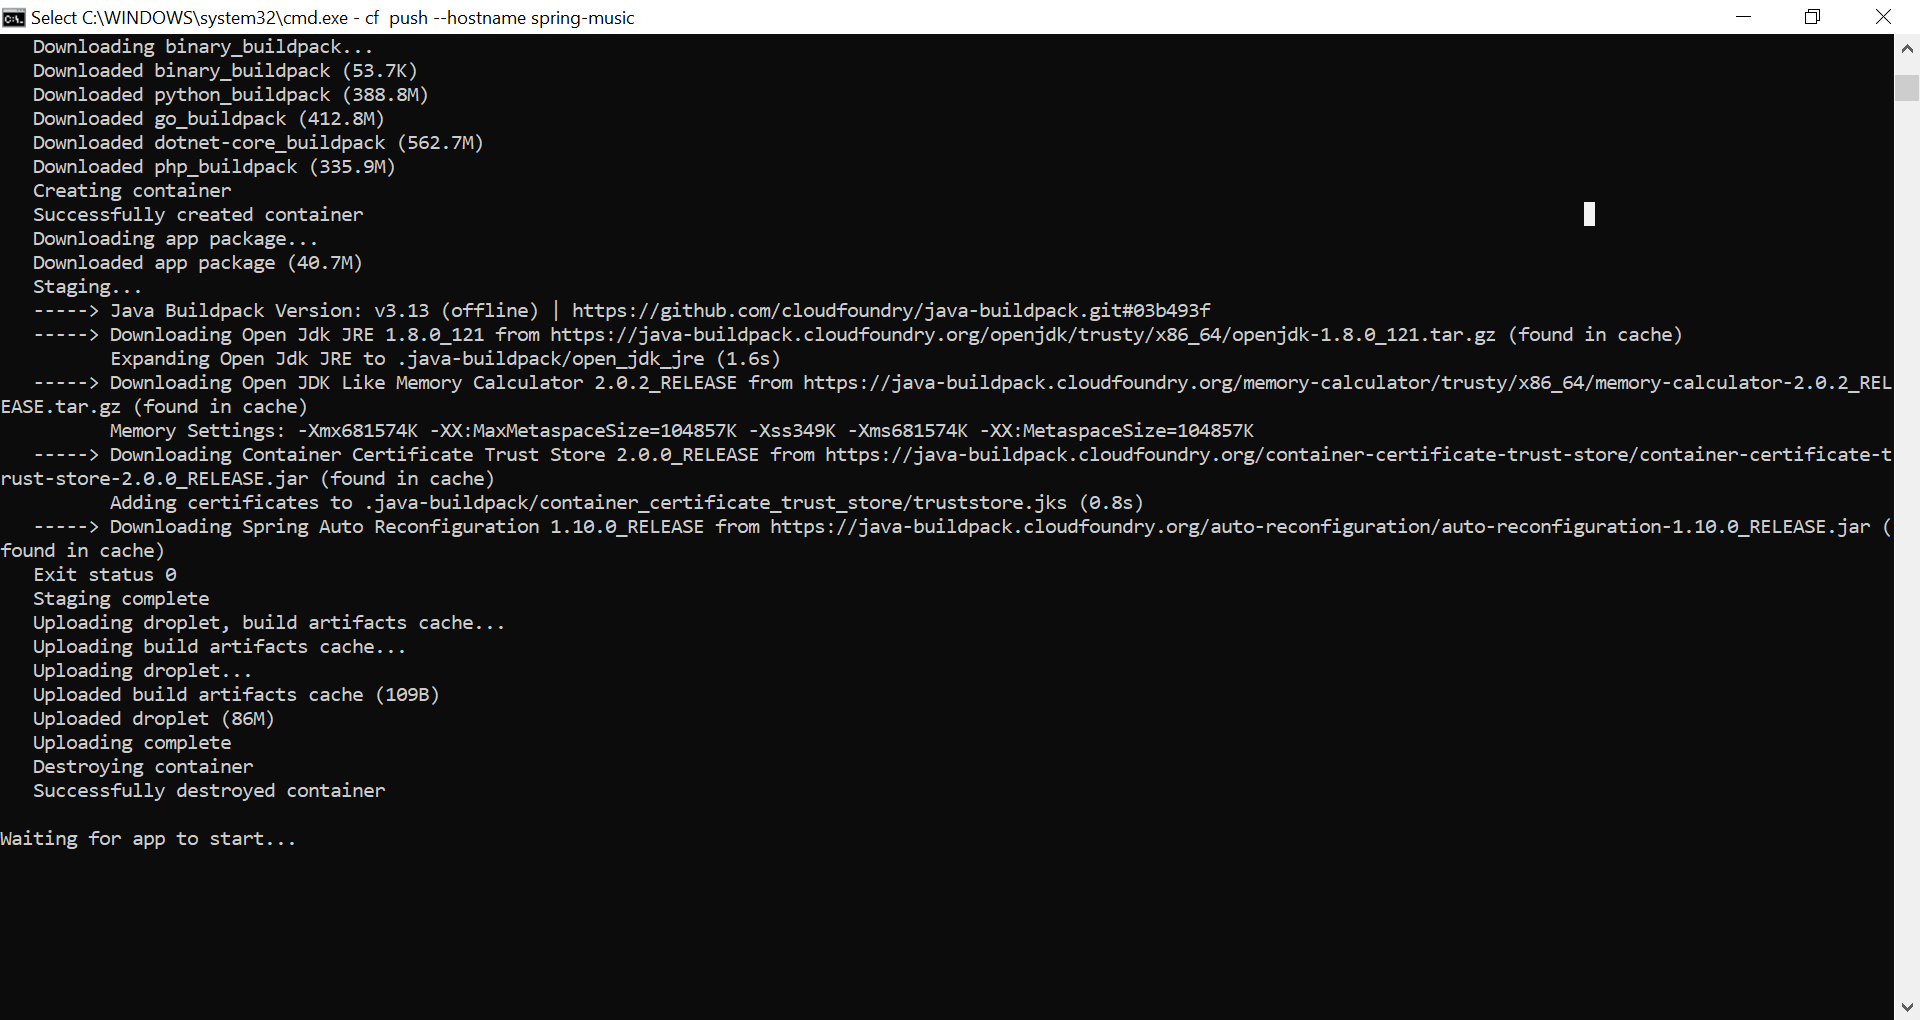 Select C:\WINDOWS\system32\cmd.exe - cf  push --hostname spring-music
Downloading binary_buildpack...
Downloaded binary_buildpack (53.7K)
Downloaded python_buildpack (388.8M)
Downloaded go_buildpack (412.8M)
Downloaded dotnet-core_buildpack (562.7M)
Downloaded php_buildpack (335.9M)
Creating container
Successfully created container
Downloading app package...
Downloaded app package (40.7M)
Staging...
-----> Java Buildpack Version: v3.13 (offline) | https://github.com/cloudfoundry/java-buildpack.git#03b493f
-----> Downloading Open Jdk JRE 1.8.0_121 from https://java-buildpack.cloudfoundry.org/openjdk/trusty/x86_64/openjdk-1.8.0_121.tar.gz (found in cache)
Expanding Open Jdk JRE to .java-buildpack/open_jdk_jre (1.6s)
-----> Downloading Open JDK Like Memory Calculator 2.0.2_RELEASE from https://java-buildpack.cloudfoundry.org/memory-calculator/trusty/x86_64/memory-calculator-2.0.2_REL
EASE.tar.gz (found in cache)
Memory Settings: -Xmx681574K -XX:MaxMetaspaceSize=104857K -Xss349K -Xms681574K -XX:MetaspaceSize=104857K
-----> Downloading Container Certificate Trust Store 2.0.0_RELEASE from https://java-buildpack.cloudfoundry.org/container-certificate-trust-store/container-certificate-t
rust-store-2.0.0_RELEASE.jar (found in cache)
Adding certificates to .java-buildpack/container_certificate_trust_store/truststore.jks (0.8s)
-----> Downloading Spring Auto Reconfiguration 1.10.0_RELEASE from https://java-buildpack.cloudfoundry.org/auto-reconfiguration/auto-reconfiguration-1.10.0_RELEASE.jar (
found in cache)
Exit status 0
Staging complete
Uploading droplet, build artifacts cache...
Uploading build artifacts cache...
Uploading droplet...
Uploaded build artifacts cache (109B)
Uploaded droplet (86M)
Uploading complete
Destroying container
Successfully destroyed container
Waiting for app to start...